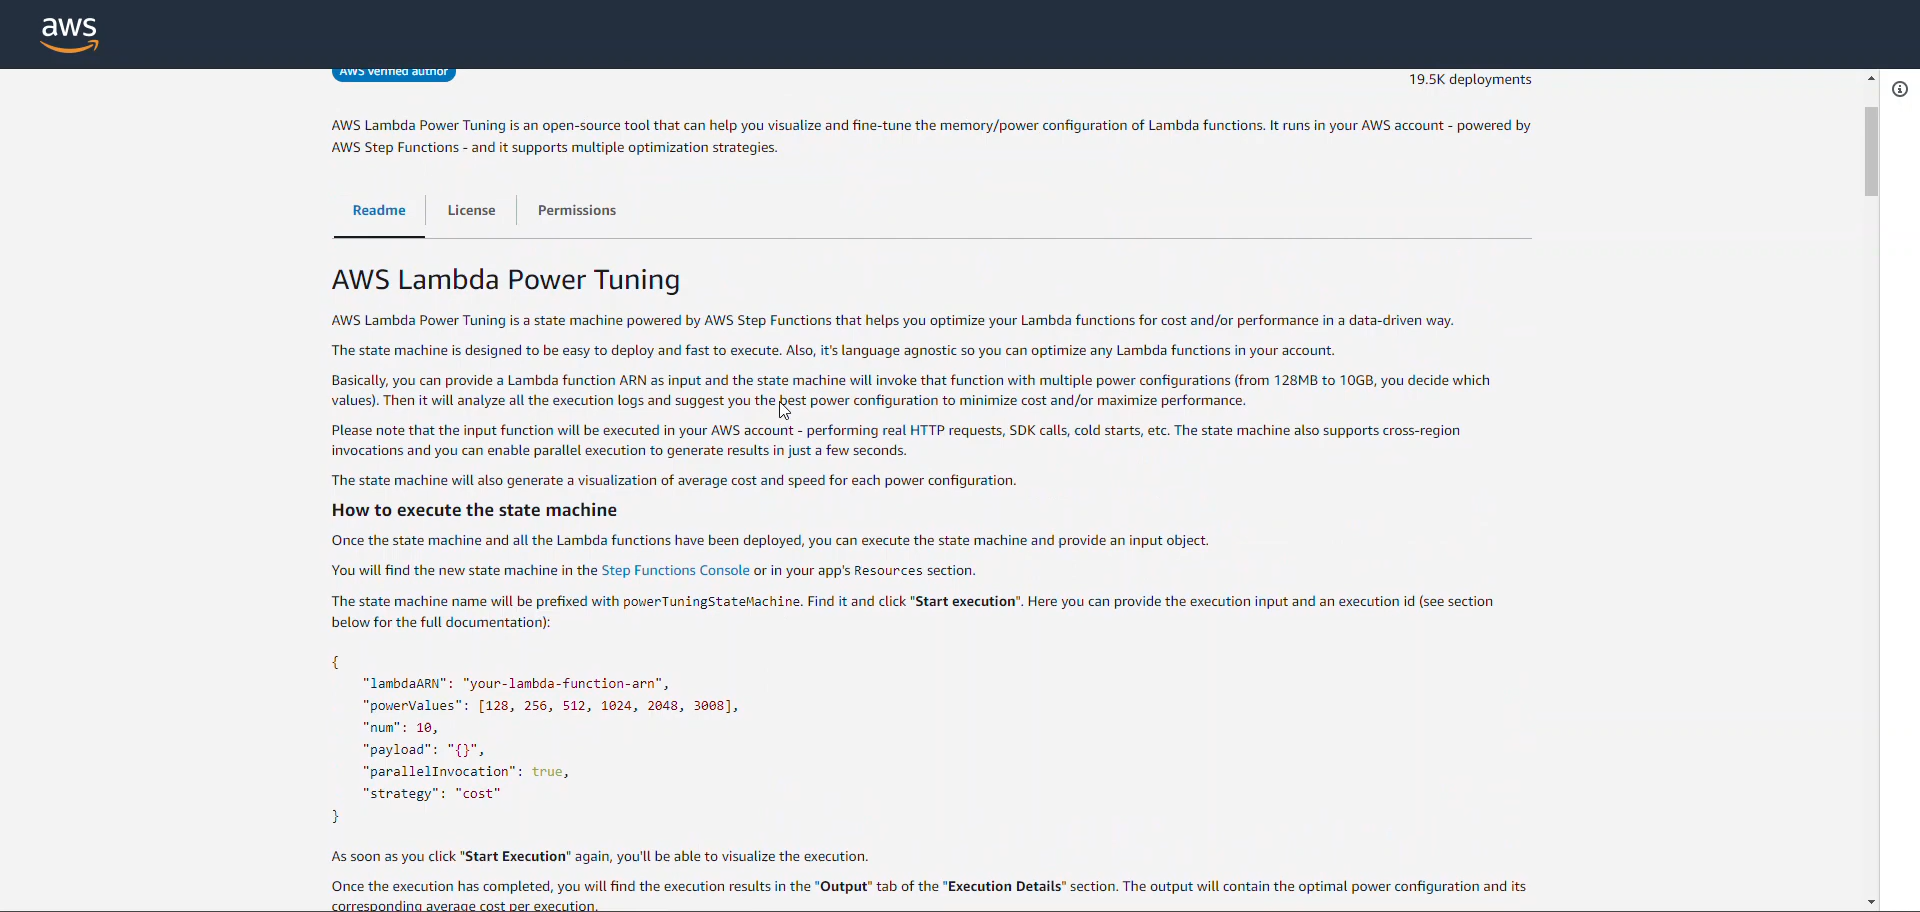 aws
AWS verified author
19.5K deployments
AWS Lambda Power Tuning is an open-source tool that can help you visualize and fine-tune the memory/power configuration of Lambda functions. It runs in your AWS account - powered by
AWS Step Functions - and it supports multiple optimization strategies.
Readme
License
Permissions
AWS Lambda Power Tuning
AWS Lambda Power Tuning is a state machine powered by AWS Step Functions that helps you optimize your Lambda functions for cost and/or performance in a data-driven way.
The state machine is designed to be easy to deploy and fast to execute. Also, it's language agnostic so you can optimize any Lambda functions in your account.
Basically, you can provide a Lambda function ARN as input and the state machine will invoke that function with multiple power configurations (from 128MB to 10GB, you decide which
values). Then it will analyze all the execution logs and suggest you the best power configuration to minimize cost and/or maximize performance.
Please note that the input function will be executed in your AWS account - performing real HTTP requests, SDK calls, cold starts, etc. The state machine also supports cross-region
invocations and you can enable parallel execution to generate results in just a few seconds.
The state machine will also generate a visualization of average cost and speed for each power configuration.
How to execute the state machine
Once the state machine and all the Lambda functions have been deployed, you can execute the state machine and provide an input object.
You will find the new state machine in the Step Functions Console or in your app's Resources section.
The state machine name will be prefixed with powerTuningStateMachine. Find it and click "Start execution". Here you can provide the execution input and an execution id (see section
below for the full documentation):
{
"lambdaARN": "your-lambda-function-arn",
"powerValues": [128, 256, 512, 1024, 2048, 3008],
"num": 10,
"payload": "{}",
"parallelInvocation": true,
"strategy": "cost"
}
As soon as you click "Start Execution" again, you'll be able to visualize the execution.
Once the execution has completed, you will find the execution results in the "Output" tab of the "Execution Details" section. The output will contain the optimal power configuration and its
corresponding average cost per execution.